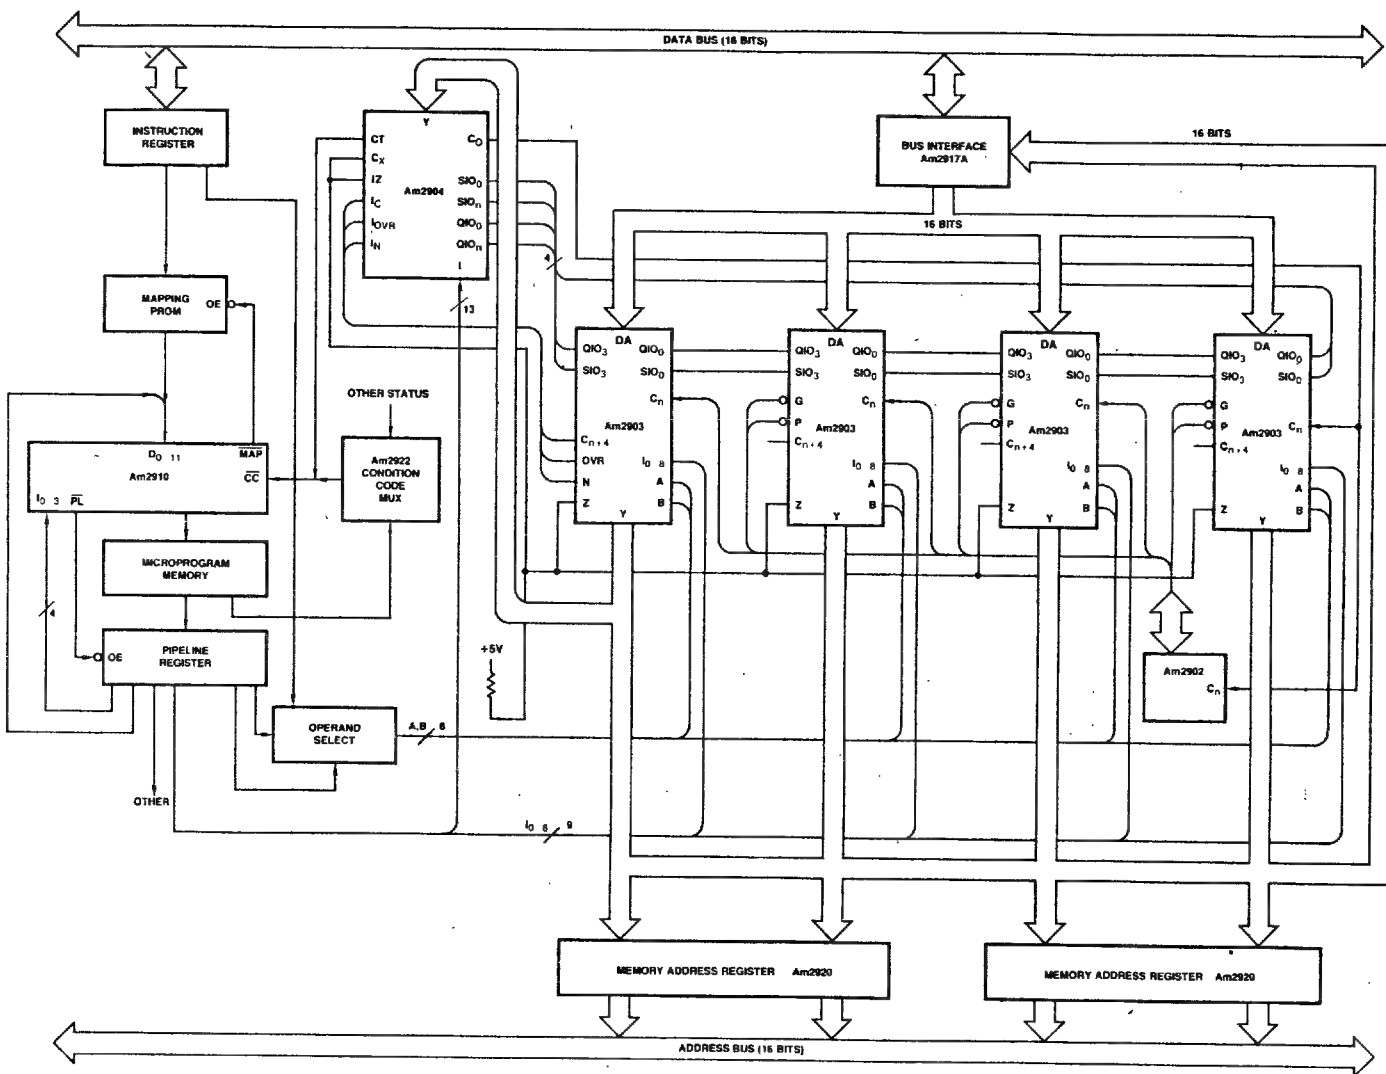 DATA BUS (16 BITS)
INSTRUCTION
REGISTER
Y
CT
CX
IZ
IC
IOVR
IN
Am2904
CO
SIO0
SIOn
QIO0
QIOn
I
13
4
BUS INTERFACE
Am2917A
16 BITS
16 BITS
MAPPING
PROM
OE
OTHER STATUS
D0 11
MAP
Am2910
CC
I0 3 PL
Am2922
CONDITION
CODE
MUX
MICROPROGRAM
MEMORY
4
OE
PIPELINE
REGISTER
OTHER
OPERAND
SELECT
A,B 6
+5V
I0 8 9
DA
QIO3 QIO0
SIO3 SIO0
Cn
Am2903
Cn+4
OVR I0 8
N A
Z B
Y
DA
QIO3 QIO0
SIO3 SIO0
G Cn
P Am2903
Cn+4
I0 8
A
Z B
Y
DA
QIO3 QIO0
SIO3 SIO0
G Cn
P Am2903
Cn+4
I0 8
A
Z B
Y
DA
QIO3 QIO0
SIO3 SIO0
G
P Cn
Am2903
Cn+4
I0 8
A
Z B
Y
Am2902
Cn
MEMORY ADDRESS REGISTER Am2920
MEMORY ADDRESS REGISTER Am2920
ADDRESS BUS (16 BITS)